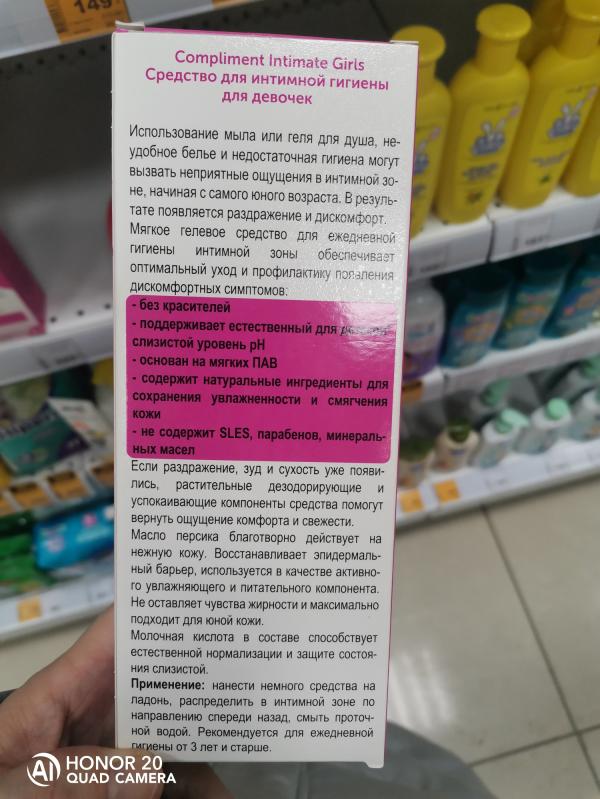 149
Compliment Intimate Girls
Средство для интимной гигиены
для девочек
Использование мыла или геля для душа, не-
удобное белье и недостаточная гигиена могут
вызвать неприятные ощущения в интимной зо-
не, начиная с самого юного возраста. В резуль-
тате появляется раздражение и дискомфорт.
Мягкое гелевое средство для ежедневной
гигиены интимной зоны обеспечивает
оптимальный уход и профилактику появления
дискомфортных симптомов:
- без красителей
- поддерживает естественный для детской
слизистой уровень pH
- основан на мягких ПАВ
- содержит натуральные ингредиенты для
сохранения увлажненности и смягчения
кожи
- не содержит SLES, парабенов, минераль-
ных масел
Если раздражение, зуд и сухость уже появи-
лись, растительные дезодорирующие и
успокаивающие компоненты средства помогут
вернуть ощущение комфорта и свежести.
Масло персика благотворно действует на
нежную кожу. Восстанавливает эпидермаль-
ный барьер, используется в качестве активно-
го увлажняющего и питательного компонента.
Не оставляет чувства жирности и максимально
подходит для юной кожи.
Молочная кислота в составе способствует
естественной нормализации и защите состоя-
ния слизистой.
Применение: нанести немного средства на
ладонь, распределить в интимной зоне по
направлению спереди назад, смыть проточ-
ной водой. Рекомендуется для ежедневной
гигиены от 3 лет и старше.
HONOR 20
QUAD CAMERA